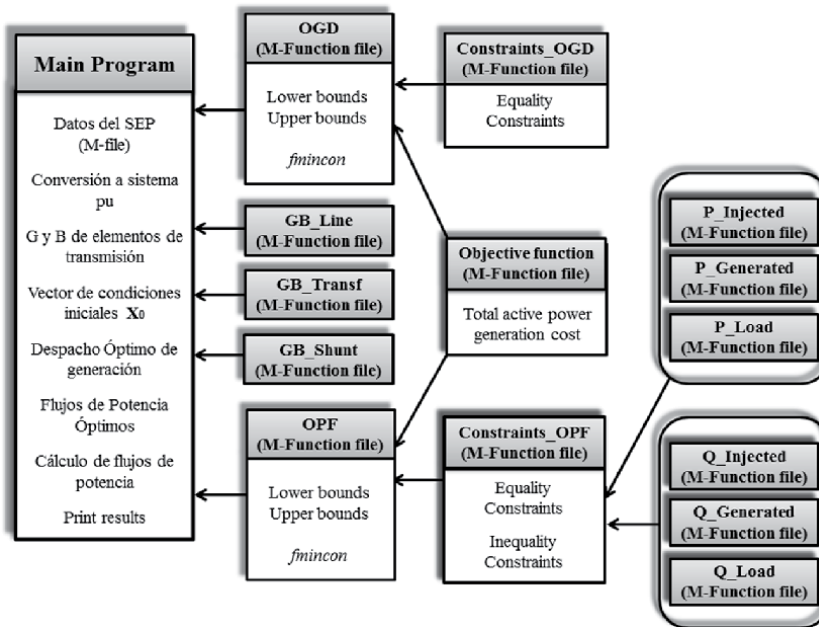 Main Program
Datos del SEP
(M-file)
Conversión a sistema
pu
G y B de elementos de
transmisión
Vector de condiciones
iniciales X₀
Despacho Óptimo de
generación
Flujos de Potencia
Óptimos
Cálculo de flujos de
potencia
Print results
OGD
(M-Function file)
Lower bounds
Upper bounds
fmincon
GB_Line
(M-Function file)
GB_Transf
(M-Function file)
GB_Shunt
(M-Function file)
OPF
(M-Function file)
Lower bounds
Upper bounds
fmincon
Constraints_OGD
(M-Function file)
Equality
Constraints
Objective function
(M-Function file)
Total active power
generation cost
Constraints_OPF
(M-Function file)
Equality
Constraints
Inequality
Constraints
P_Injected
(M-Function file)
P_Generated
(M-Function file)
P_Load
(M-Function file)
Q_Injected
(M-Function file)
Q_Generated
(M-Function file)
Q_Load
(M-Function file)